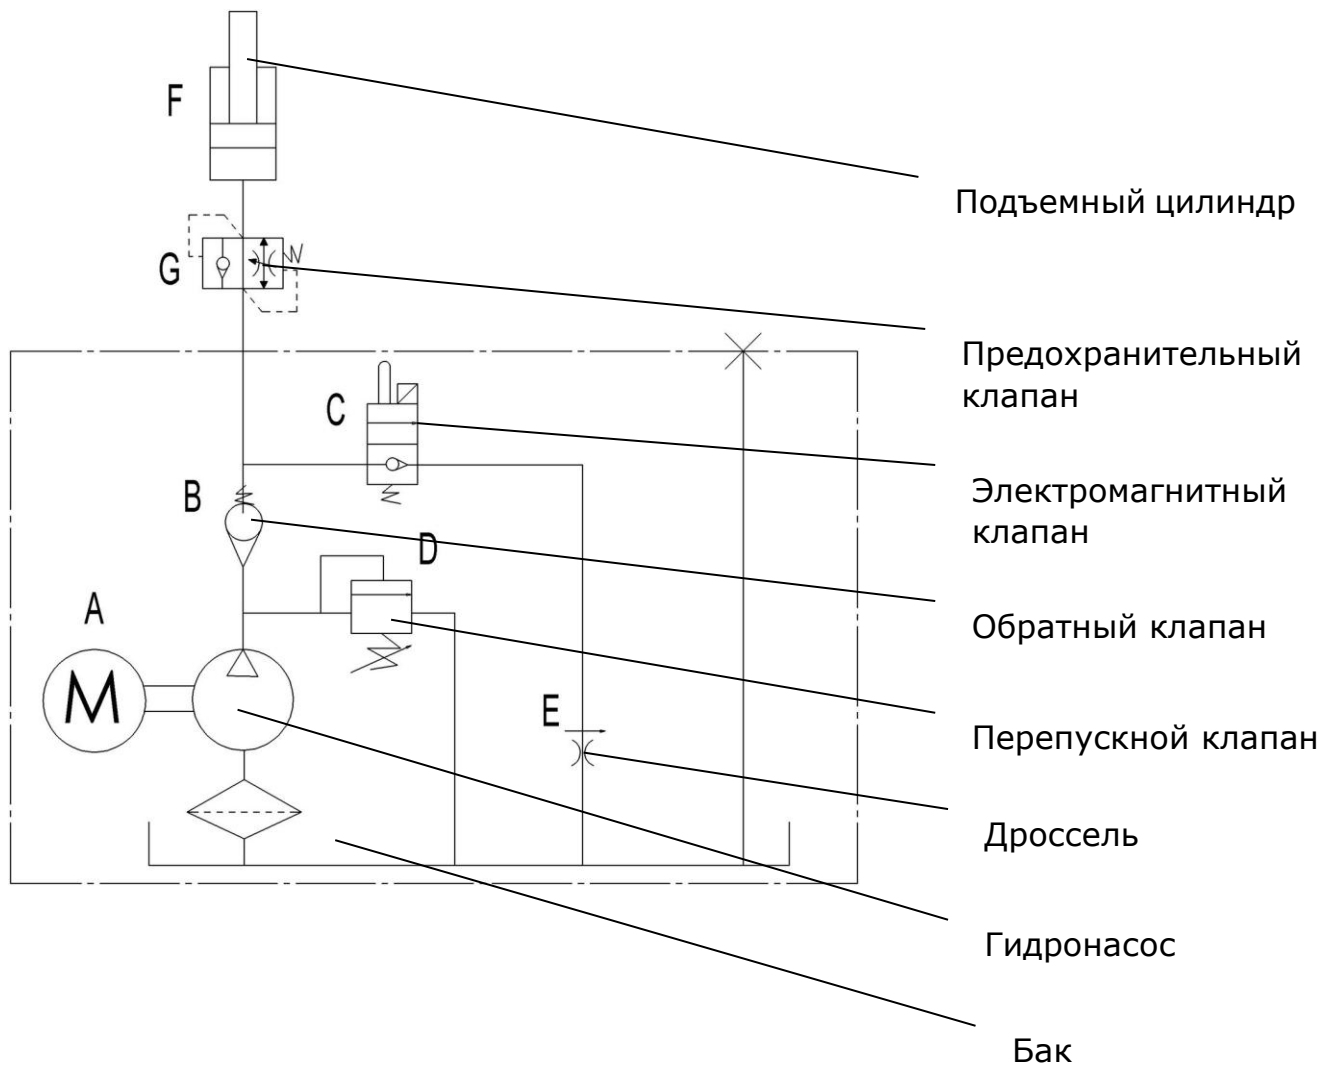 F
Подъемный цилиндр
G
Предохранительный
клапан
C
Электромагнитный
клапан
B
D
Обратный клапан
A
M
E
Перепускной клапан
Дроссель
Гидронасос
Бак